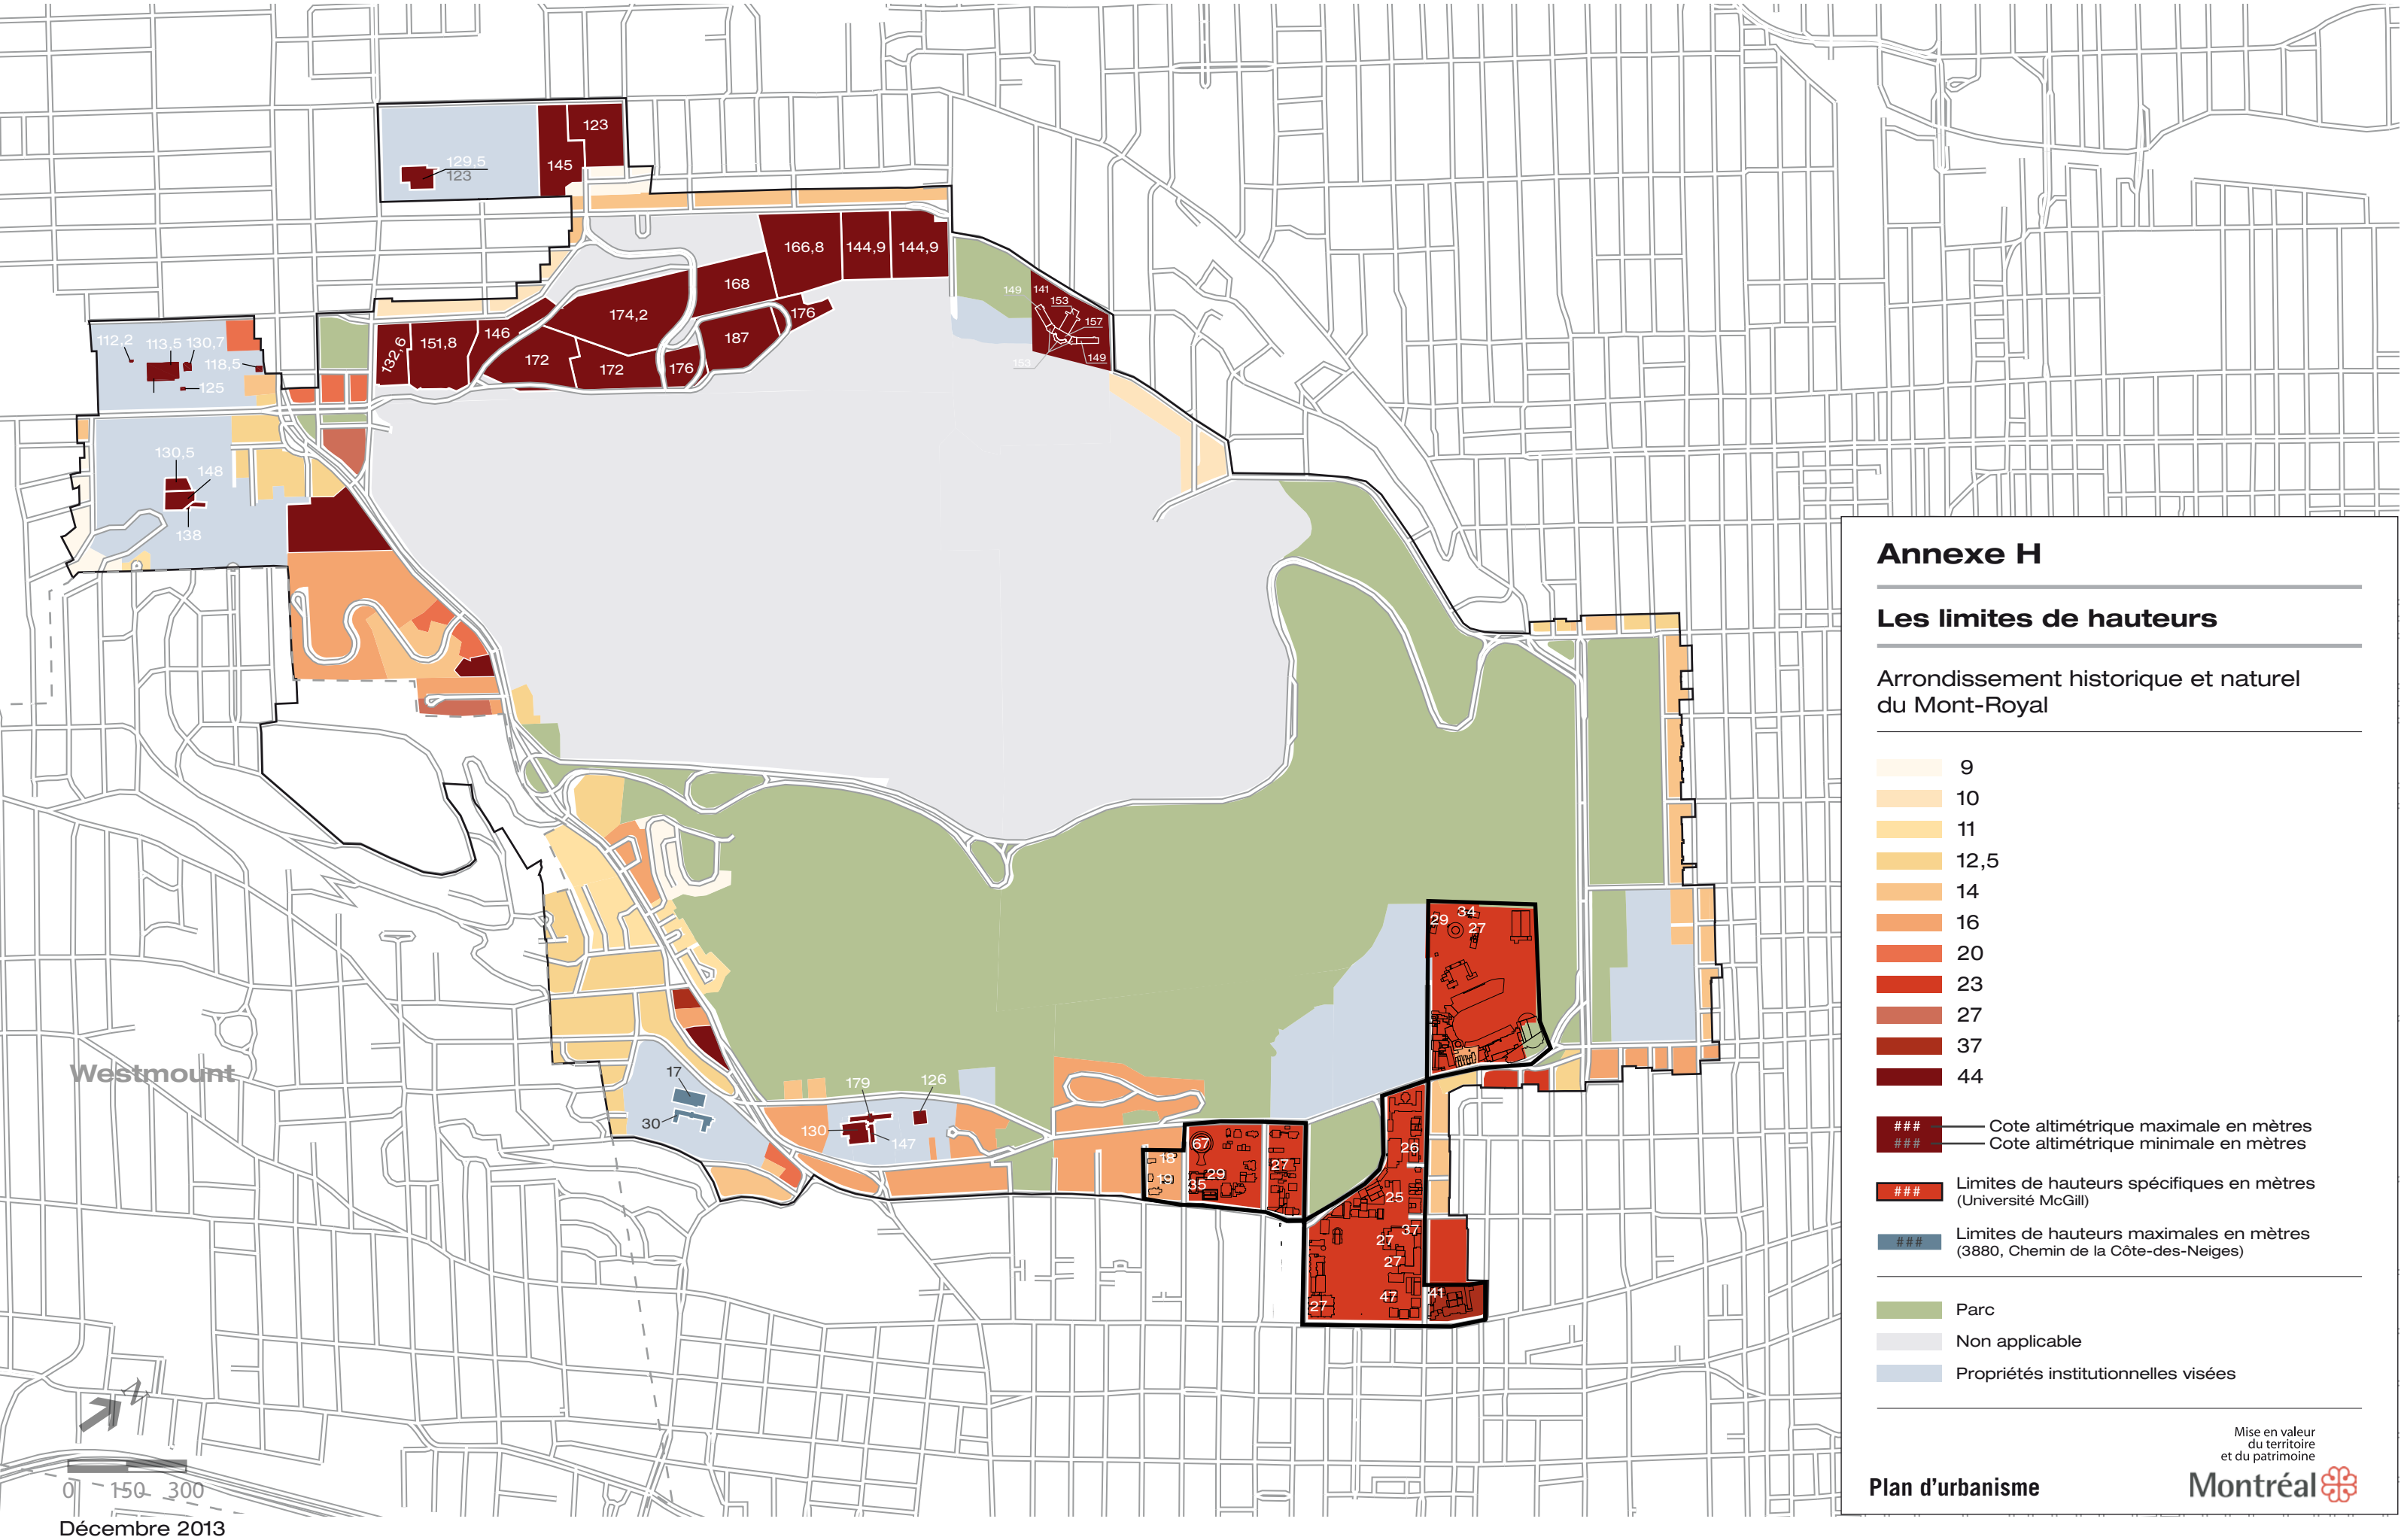 123
145
129,5
123
166,8
144,9
144,9
168
174,2
176
187
146
151,8
132,6
172
172
176
149
141
153
157
149
153
112,2
113,5
130,7
118,5
125
130,5
148
138
Westmount
17
30
179
126
130
147
29
34
27
67
18
19
35
29
27
26
25
37
27
27
47
27
41
Annexe H
Les limites de hauteurs
Arrondissement historique et naturel
du Mont-Royal
9
10
11
12,5
14
16
20
23
27
37
44
### Cote altimétrique maximale en mètres
### Cote altimétrique minimale en mètres
### Limites de hauteurs spécifiques en mètres
(Université McGill)
### Limites de hauteurs maximales en mètres
(3880, Chemin de la Côte-des-Neiges)
Parc
Non applicable
Propriétés institutionnelles visées
Mise en valeur
du territoire
et du patrimoine
Plan d'urbanisme
Montréal
N
0 150 300
Décembre 2013